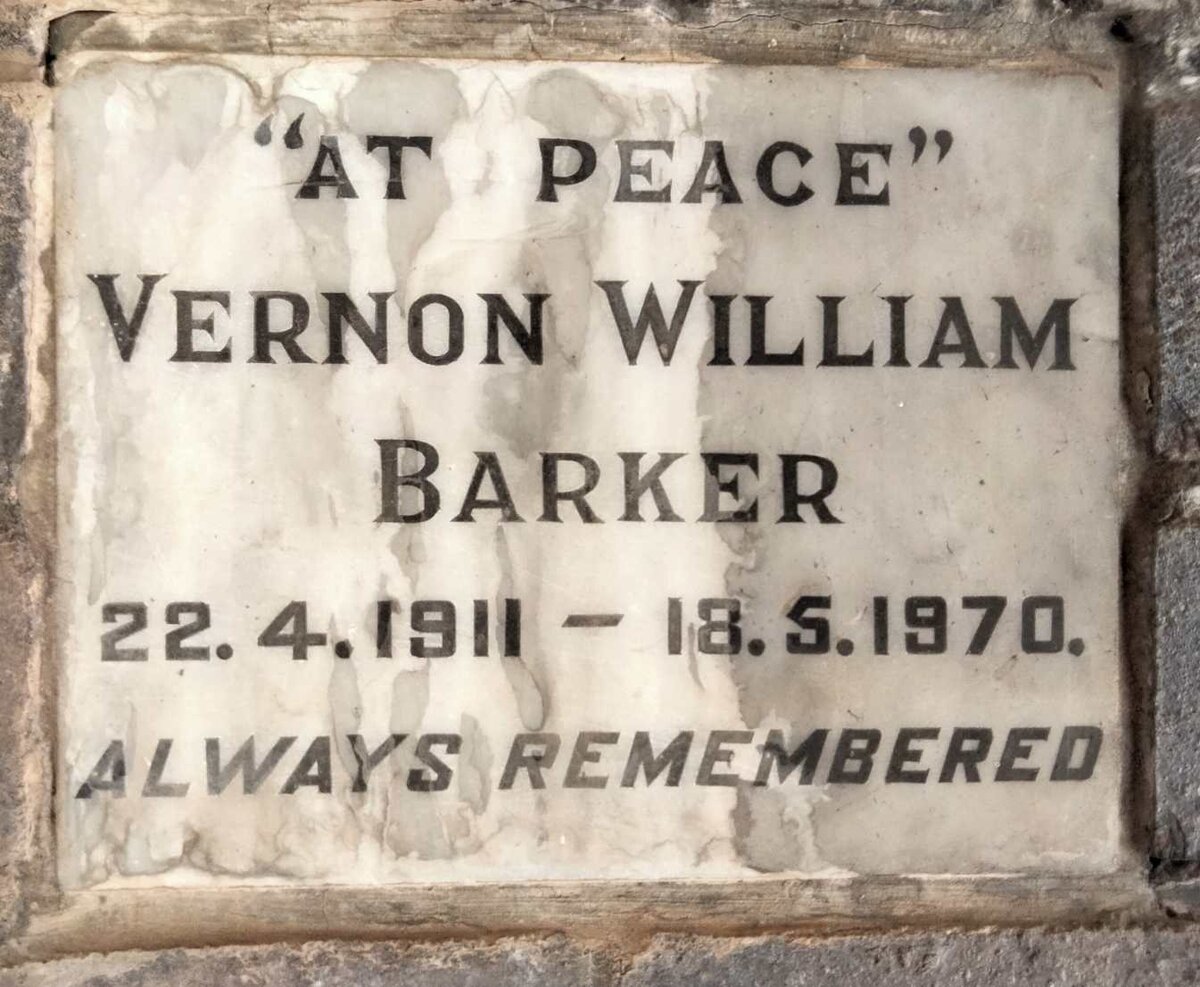 “AT PEACE”
VERNON WILLIAM
BARKER
22.4.1911 – 18.5.1970.
ALWAYS REMEMBERED